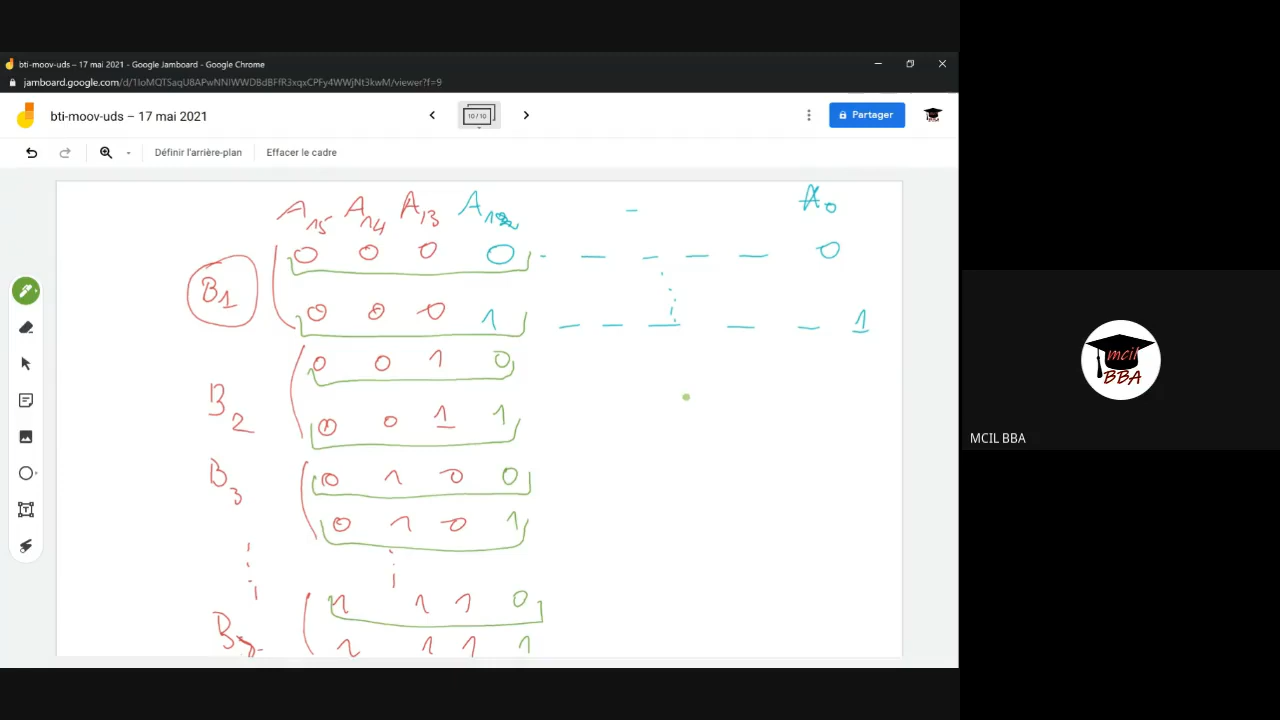 bti-moov-uds – 17 mai 2021 - Google Jamboard - Google Chrome
jamboard.google.com/d/1IoMQTSaqU8APwNNIWWDBdBFfR3xqxCPFy4WWjNt3kwM/viewer?f=9
bti-moov-uds – 17 mai 2021
10 / 10
Partager
Définir l'arrière-plan
Effacer le cadre
A15 A14 A13 A12 - A0
B1 0 0 0 0 - - - - - 0
0 0 0 1 - - - - - 1
0 0 1 0
B2 0 0 1 1
B3 0 1 0 0
0 1 0 1
1 1 1 0
1 1 1 1
mcil
BBA
MCIL BBA